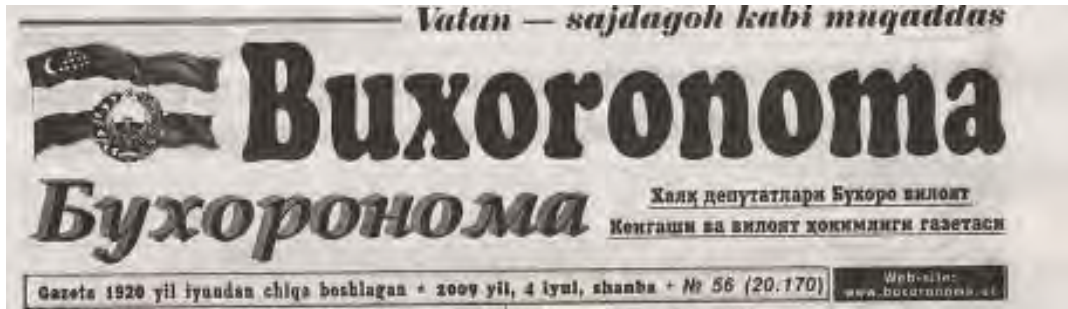 Vatan — sajdagoh kabi muqaddas
Buxoronoma
Бухоронома
Халқ депутатлари Бухоро вилоят
Кенгаши ва вилоят ҳокимлиги газетаси
Gazeta 1920 yil iyundan chiqa boshlagan * 2009 yil, 4 iyul, shanba * № 56 (20.170)
Web-site: